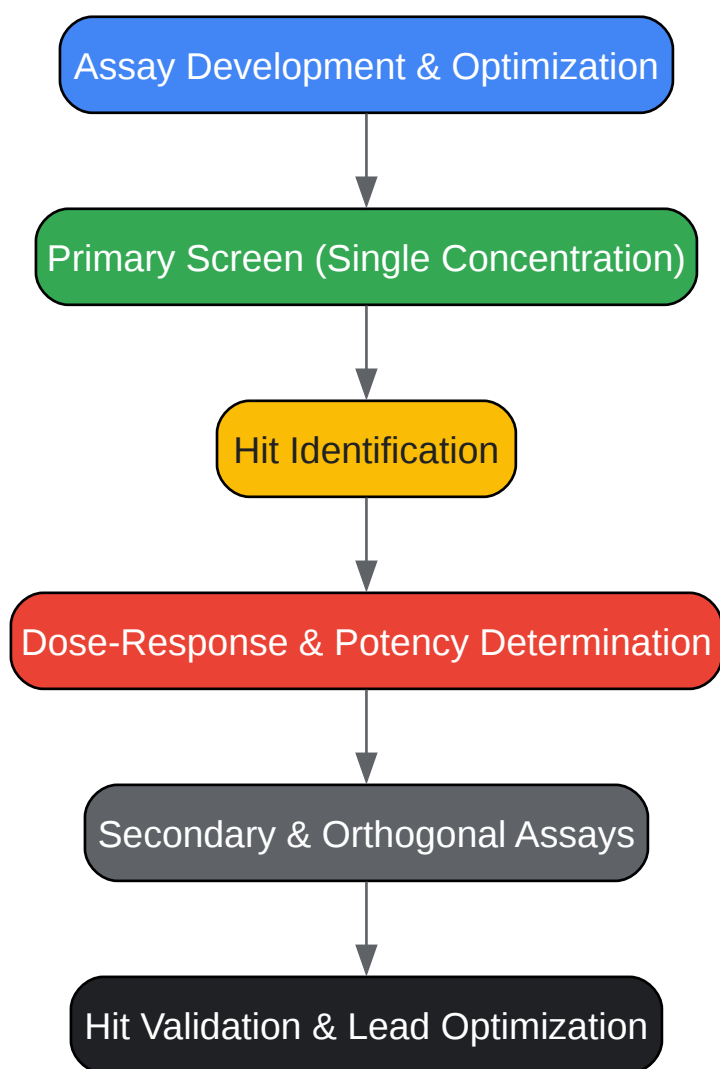 Assay Development & Optimization
Primary Screen (Single Concentration)
Hit Identification
Dose-Response & Potency Determination
Secondary & Orthogonal Assays
Hit Validation & Lead Optimization